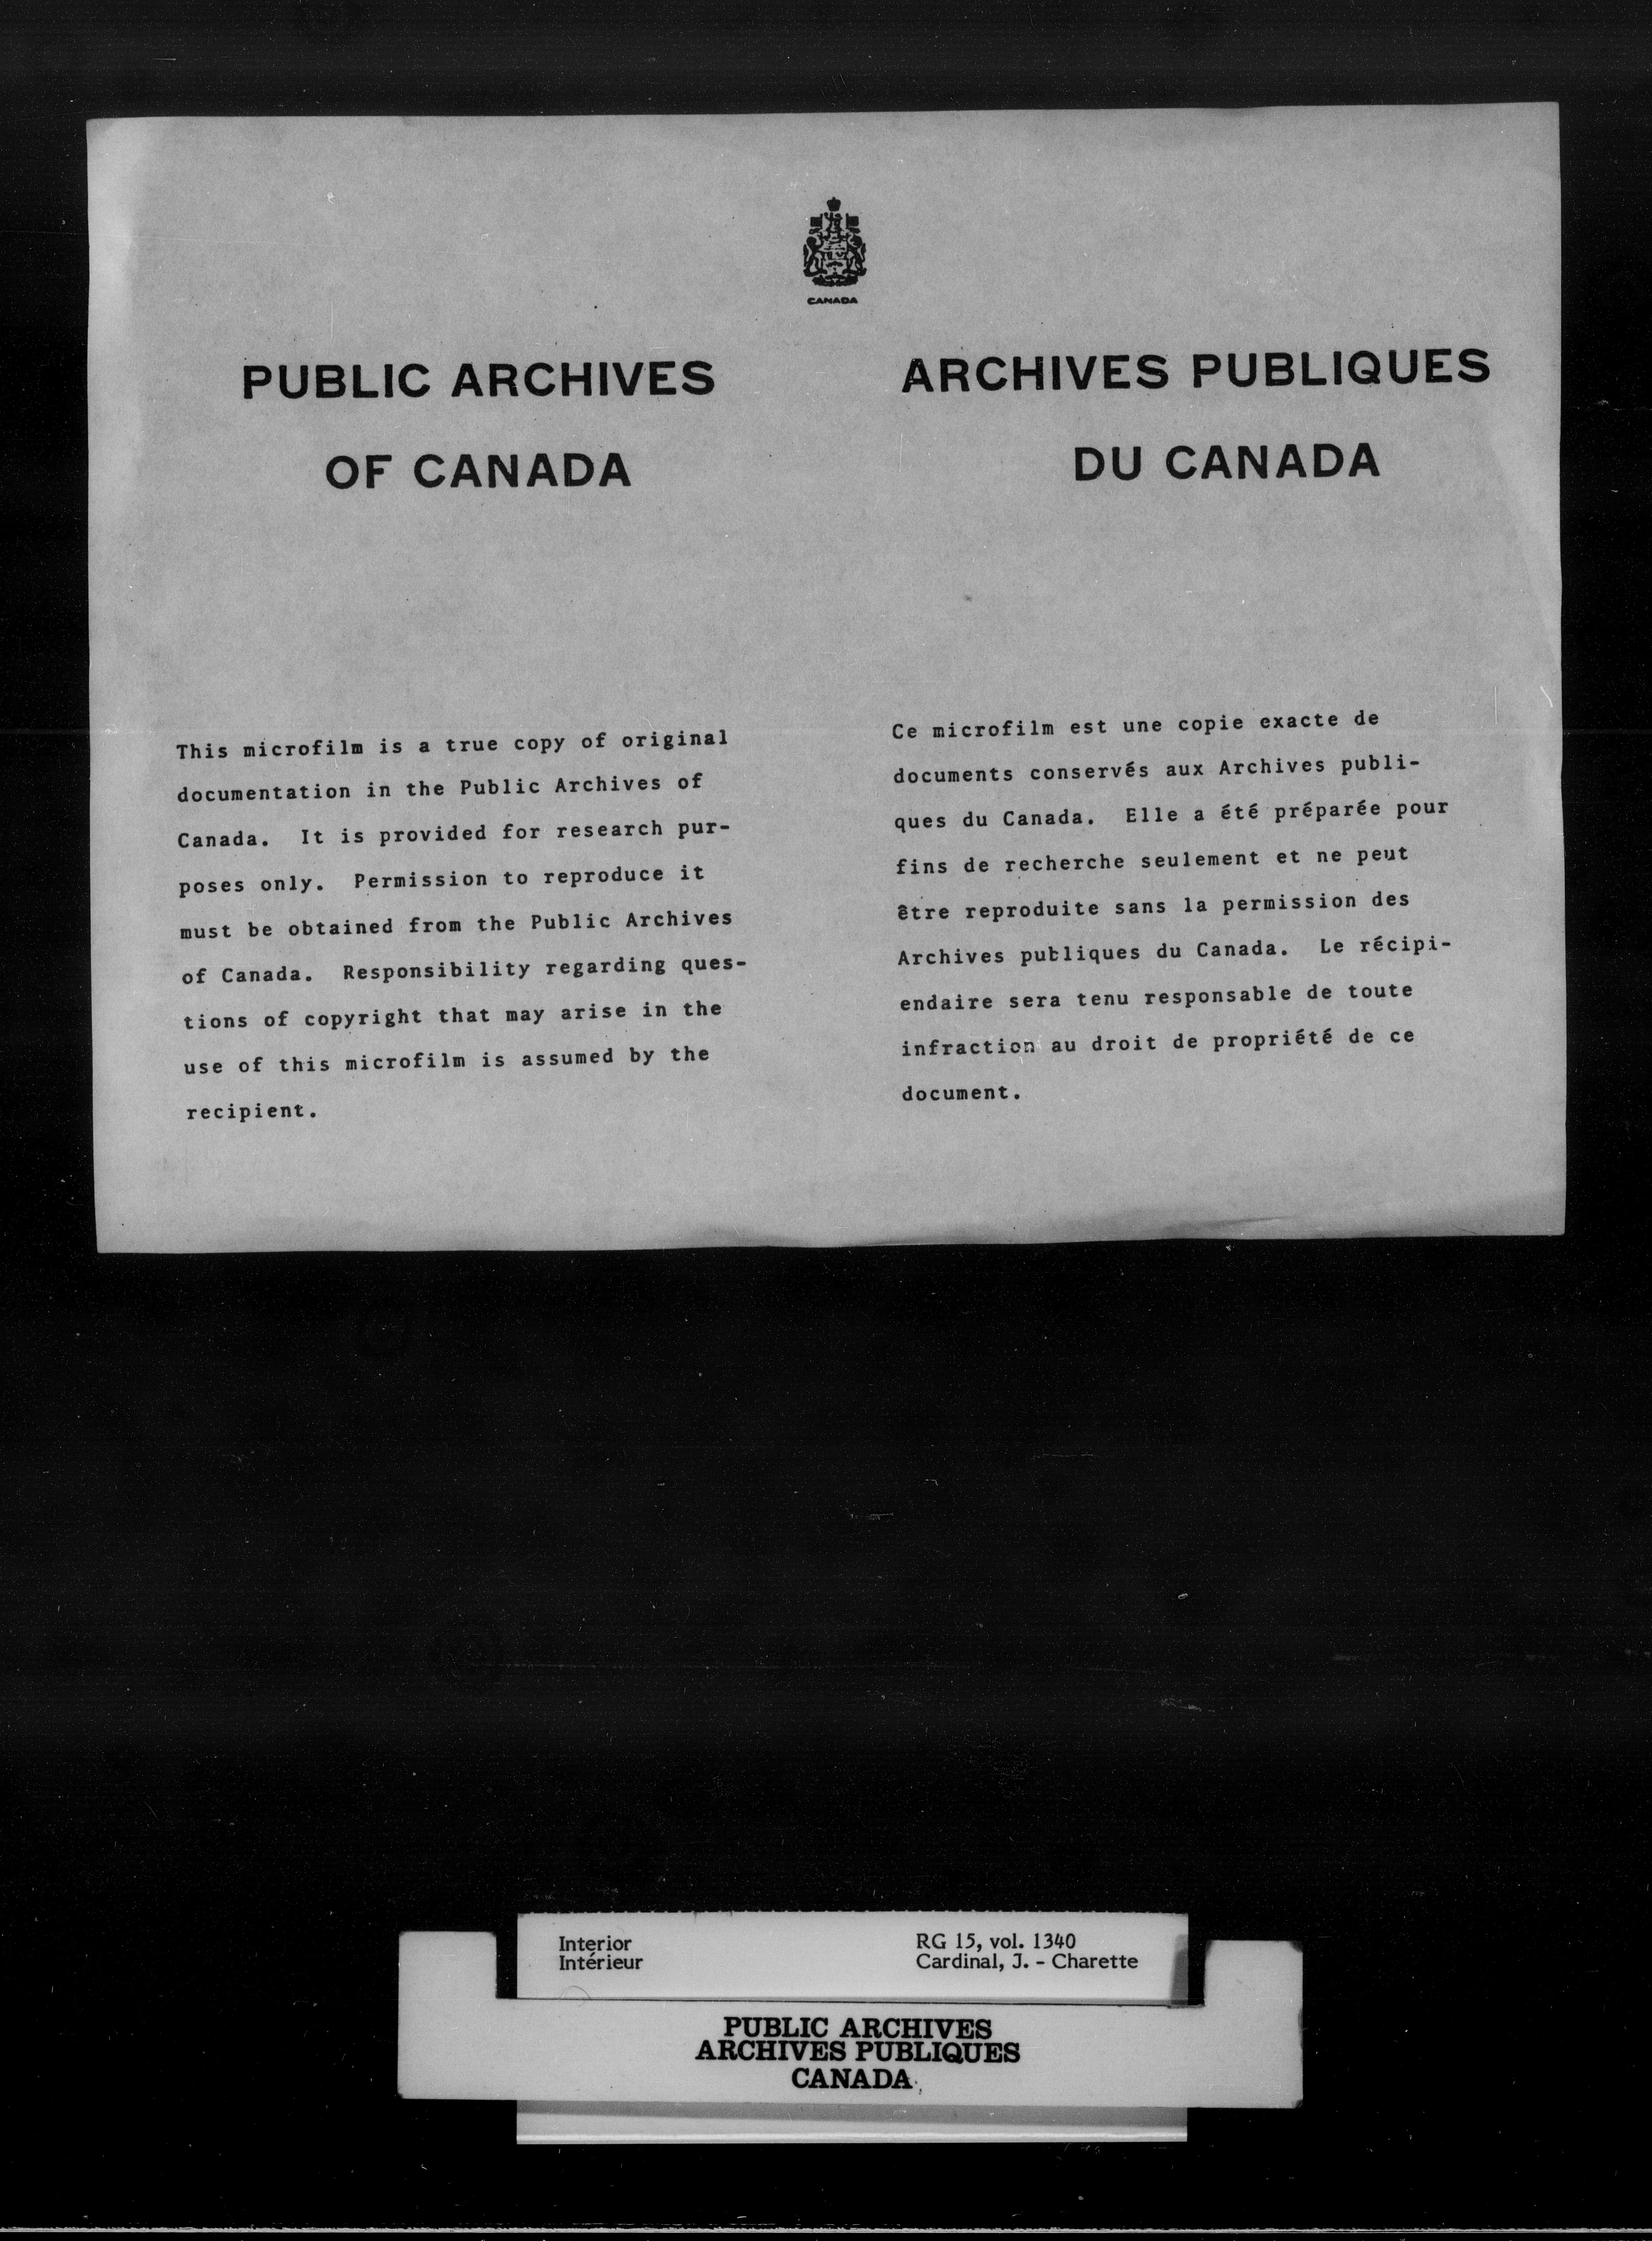 CANADA
PUBLIC ARCHIVES
OF CANADA
This microfilm is a true copy of original
documentation in the Public Archives of
Canada. It is provided for research pur-
poses only. Permission to reproduce it
must be obtained from the Public Archives
of Canada. Responsibility regarding ques-
tions of copyright that may arise in the
use of this microfilm is assumed by the
recipient.
ARCHIVES PUBLIQUES
DU CANADA
Ce microfilm est une copie exacte de
documents conservés aux Archives publi-
ques du Canada. Elle a été préparée pour
fins de recherche seulement et ne peut
être reproduite sans la permission des
Archives publiques du Canada. Le récipi-
endaire sera tenu responsable de toute
infraction au droit de propriété de ce
document.
Interior
Intérieur
RG 15, vol. 1340
Cardinal, J. - Charette
PUBLIC ARCHIVES
ARCHIVES PUBLIQUES
CANADA